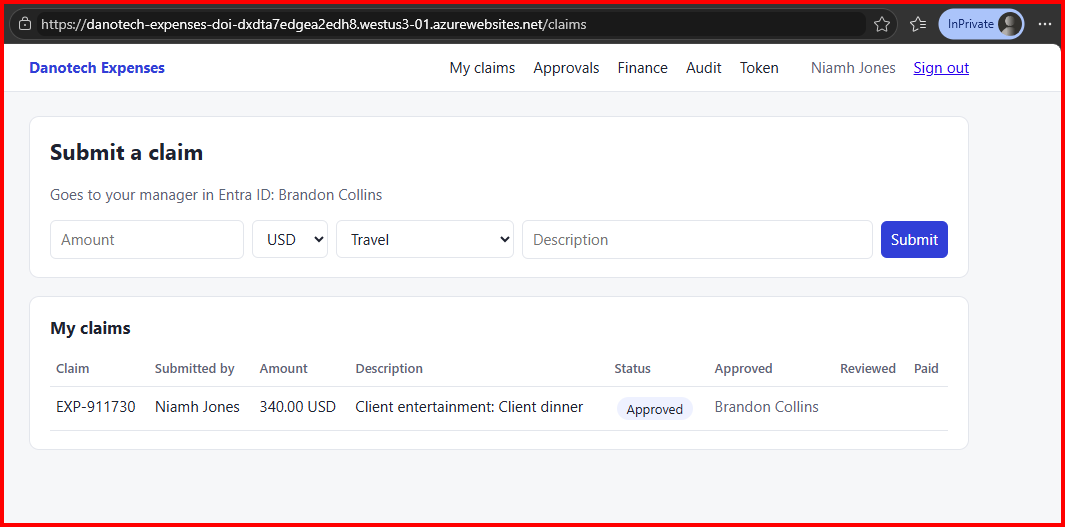 https://danotech-expenses-doi-dxdta7edgea2edh8.westus3-01.azurewebsites.net/claims InPrivate
Danotech Expenses My claims Approvals Finance Audit Token Niamh Jones Sign out
Submit a claim
Goes to your manager in Entra ID: Brandon Collins
Amount USD Travel Description Submit
My claims
Claim Submitted by Amount Description Status Approved Reviewed Paid
EXP-911730 Niamh Jones 340.00 USD Client entertainment: Client dinner Approved Brandon Collins